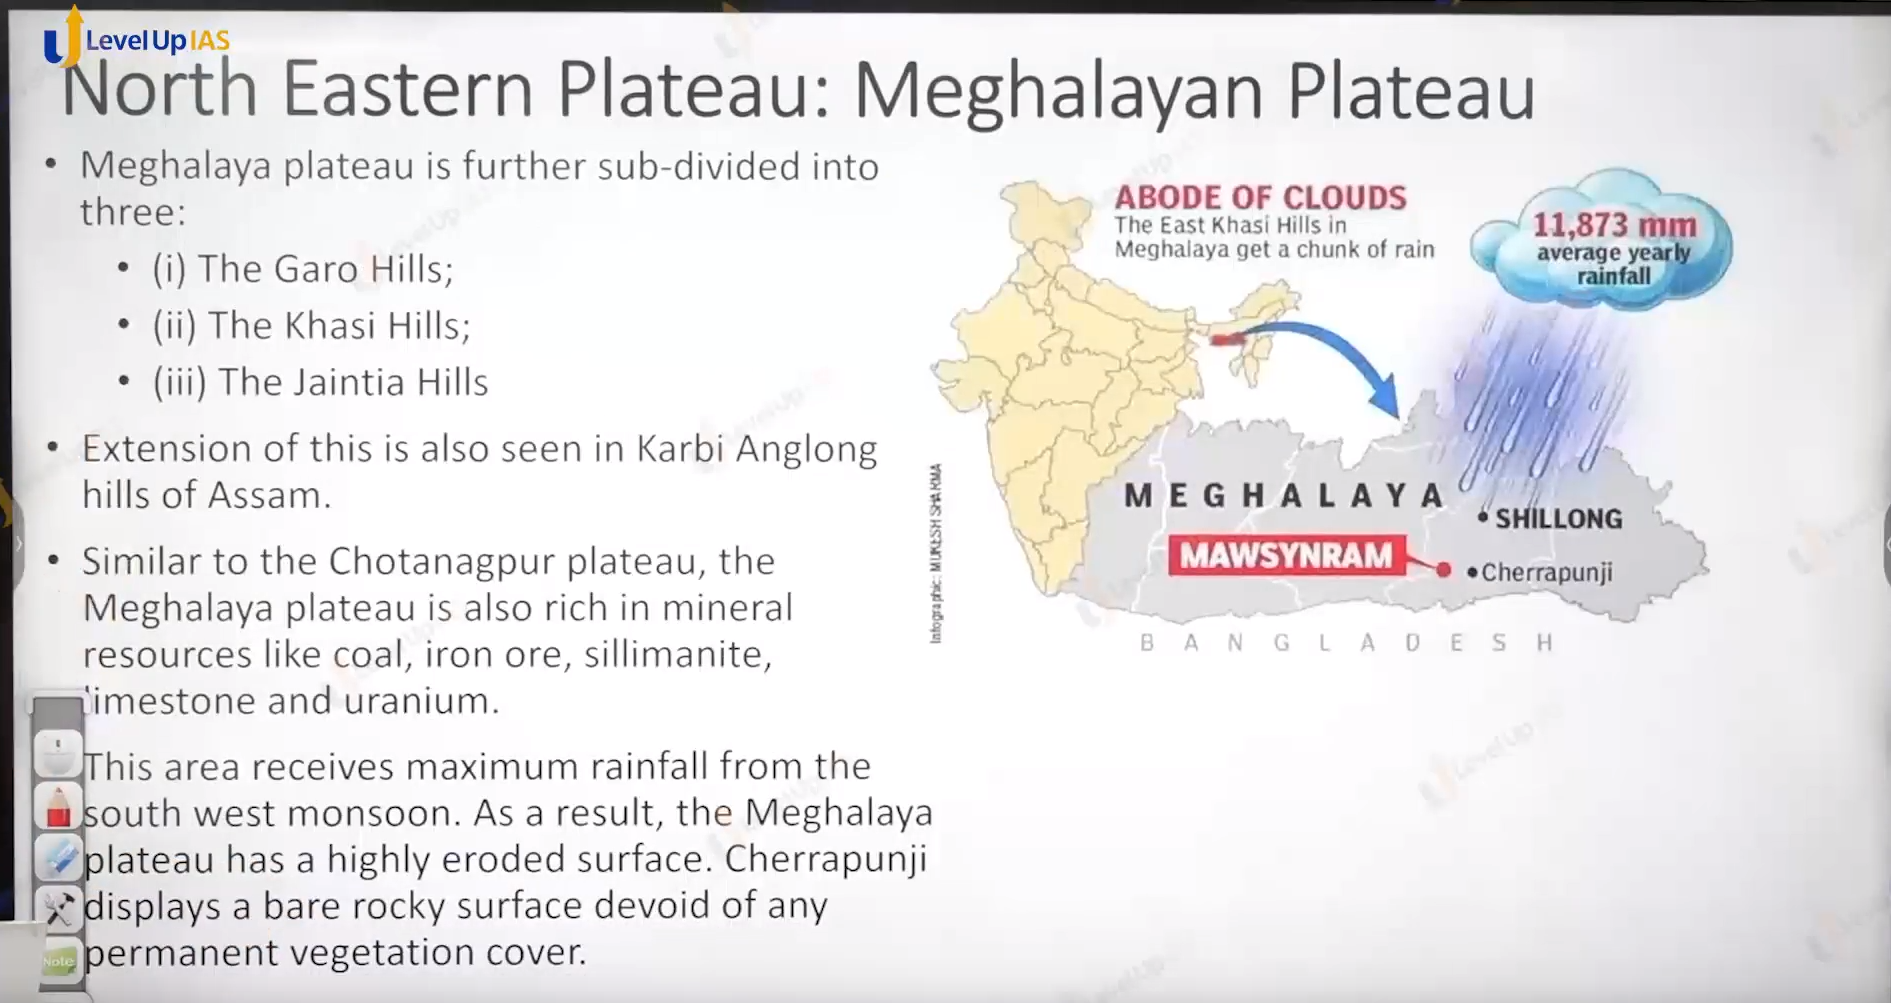 Level Up IAS
North Eastern Plateau: Meghalayan Plateau
• Meghalaya plateau is further sub-divided into
three:
• (i) The Garo Hills;
• (ii) The Khasi Hills;
• (iii) The Jaintia Hills
• Extension of this is also seen in Karbi Anglong
hills of Assam.
• Similar to the Chotanagpur plateau, the
Meghalaya plateau is also rich in mineral
resources like coal, iron ore, sillimanite,
limestone and uranium.
This area receives maximum rainfall from the
south west monsoon. As a result, the Meghalaya
plateau has a highly eroded surface. Cherrapunji
displays a bare rocky surface devoid of any
permanent vegetation cover.
Note
ABODE OF CLOUDS
The East Khasi Hills in
Meghalaya get a chunk of rain
11,873 mm
average yearly
rainfall
MEGHALAYA
• SHILLONG
MAWSYNRAM
• Cherrapunji
BANGLADESH
Infographic: MUKESH SHARMA